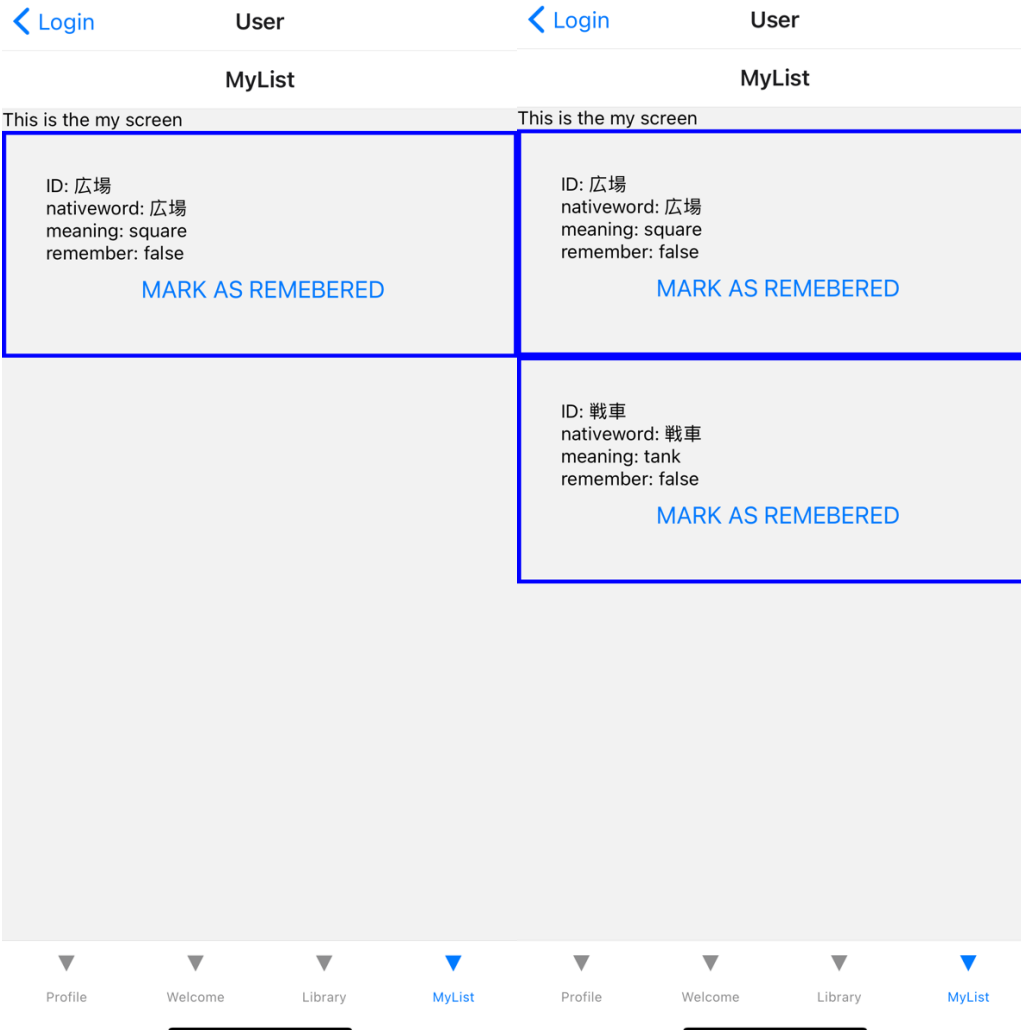 Login
User
MyList
This is the my screen
ID: 広場
nativeword: 広場
meaning: square
remember: false
MARK AS REMEBERED
Profile
Welcome
Library
MyList
Login
User
MyList
This is the my screen
ID: 広場
nativeword: 広場
meaning: square
remember: false
MARK AS REMEBERED
ID: 戦車
nativeword: 戦車
meaning: tank
remember: false
MARK AS REMEBERED
Profile
Welcome
Library
MyList